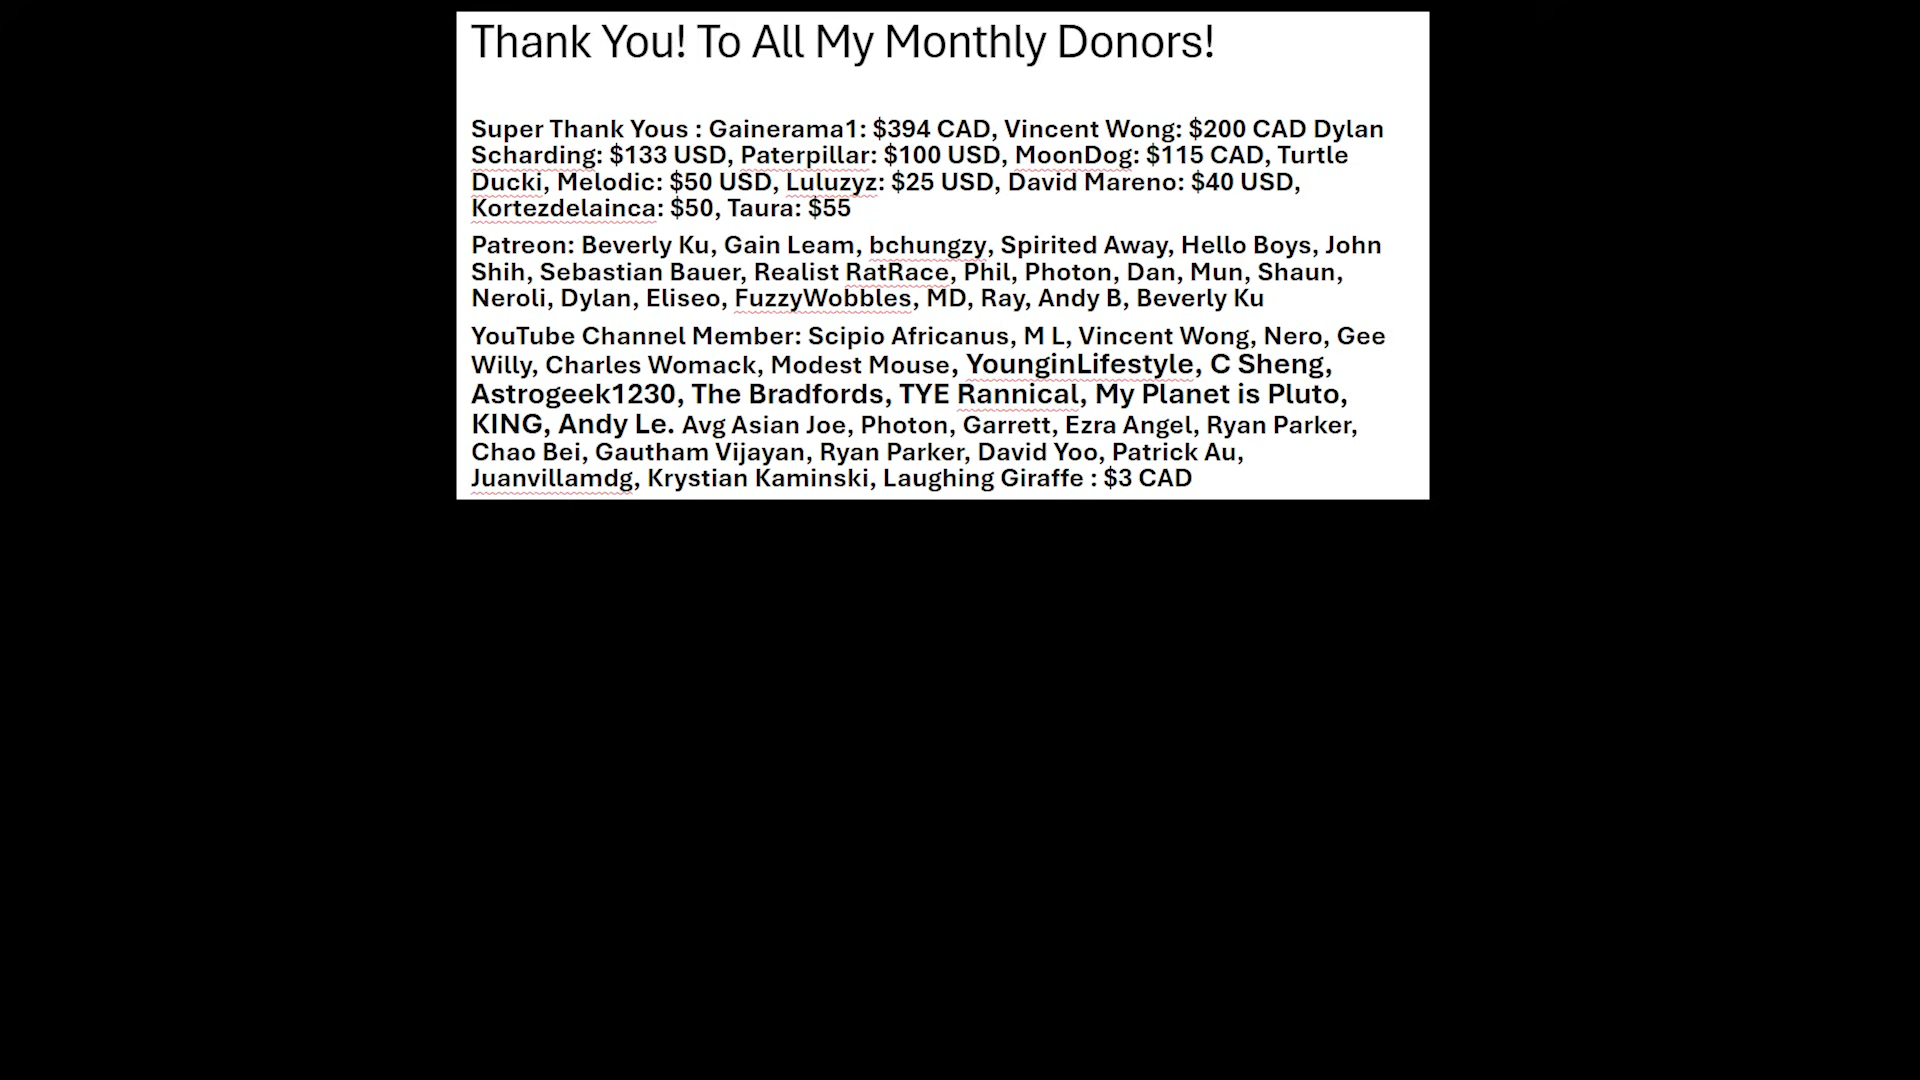 Thank You! To All My Monthly Donors!
Super Thank Yous : Gainerama1: $394 CAD, Vincent Wong: $200 CAD Dylan
Scharding: $133 USD, Paterpillar: $100 USD, MoonDog: $115 CAD, Turtle
Ducki, Melodic: $50 USD, Luluzyz: $25 USD, David Mareno: $40 USD,
Kortezdelainca: $50, Taura: $55
Patreon: Beverly Ku, Gain Leam, bchungzy, Spirited Away, Hello Boys, John
Shih, Sebastian Bauer, Realist RatRace, Phil, Photon, Dan, Mun, Shaun,
Neroli, Dylan, Eliseo, FuzzyWobbles, MD, Ray, Andy B, Beverly Ku
YouTube Channel Member: Scipio Africanus, M L, Vincent Wong, Nero, Gee
Willy, Charles Womack, Modest Mouse, YounginLifestyle, C Sheng,
Astrogeek1230, The Bradfords, TYE Rannical, My Planet is Pluto,
KING, Andy Le. Avg Asian Joe, Photon, Garrett, Ezra Angel, Ryan Parker,
Chao Bei, Gautham Vijayan, Ryan Parker, David Yoo, Patrick Au,
Juanvillamdg, Krystian Kaminski, Laughing Giraffe : $3 CAD